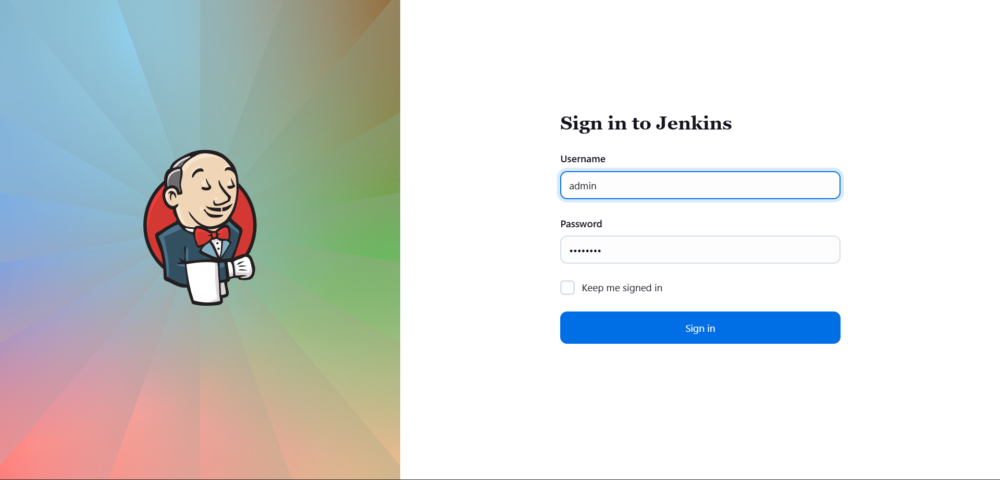 Sign in to Jenkins
Username
admin
Password
••••••••
Keep me signed in
Sign in